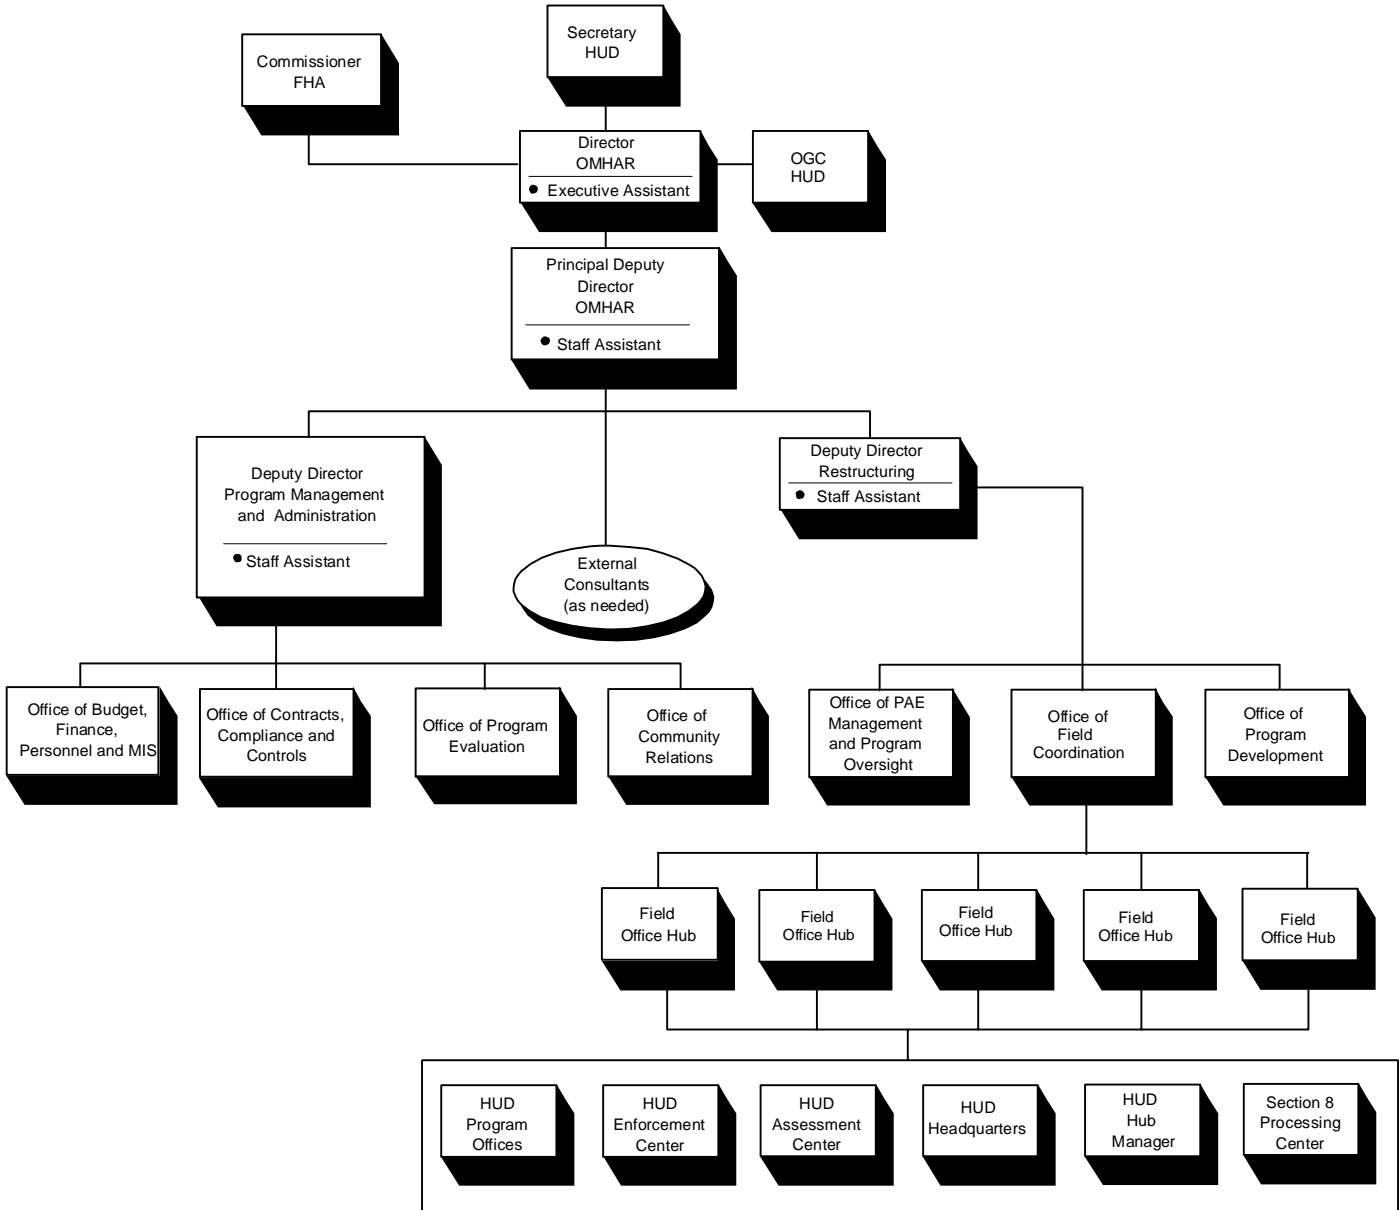 Secretary
HUD
Commissioner
FHA
Director
OMHAR
● Executive Assistant
OGC
HUD
Principal Deputy
Director
OMHAR
● Staff Assistant
Deputy Director
Program Management
and Administration
● Staff Assistant
Deputy Director
Restructuring
● Staff Assistant
External
Consultants
(as needed)
Office of Budget,
Finance,
Personnel and MIS
Office of Contracts,
Compliance and
Controls
Office of Program
Evaluation
Office of
Community
Relations
Office of PAE
Management
and Program
Oversight
Office of
Field
Coordination
Office of
Program
Development
Field
Office Hub
Field
Office Hub
Field
Office Hub
Field
Office Hub
Field
Office Hub
HUD
Program
Offices
HUD
Enforcement
Center
HUD
Assessment
Center
HUD
Headquarters
HUD
Hub
Manager
Section 8
Processing
Center